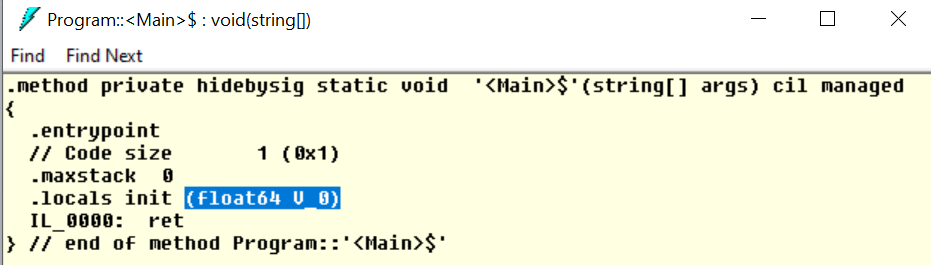 Program::<Main>$ : void(string[])
Find Find Next
.method private hidebysig static void '<Main>$'(string[] args) cil managed
{
.entrypoint
// Code size 1 (0x1)
.maxstack 0
.locals init (float64 V_0)
IL_0000: ret
} // end of method Program::'<Main>$'